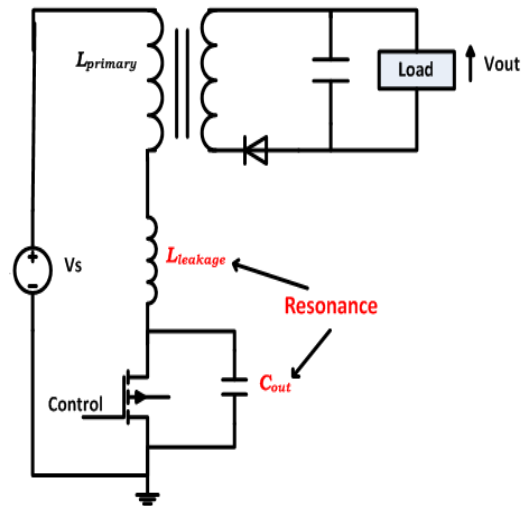 Lprimary
Load
Vout
Vs
Lleakage
Resonance
Cout
Control
+
-